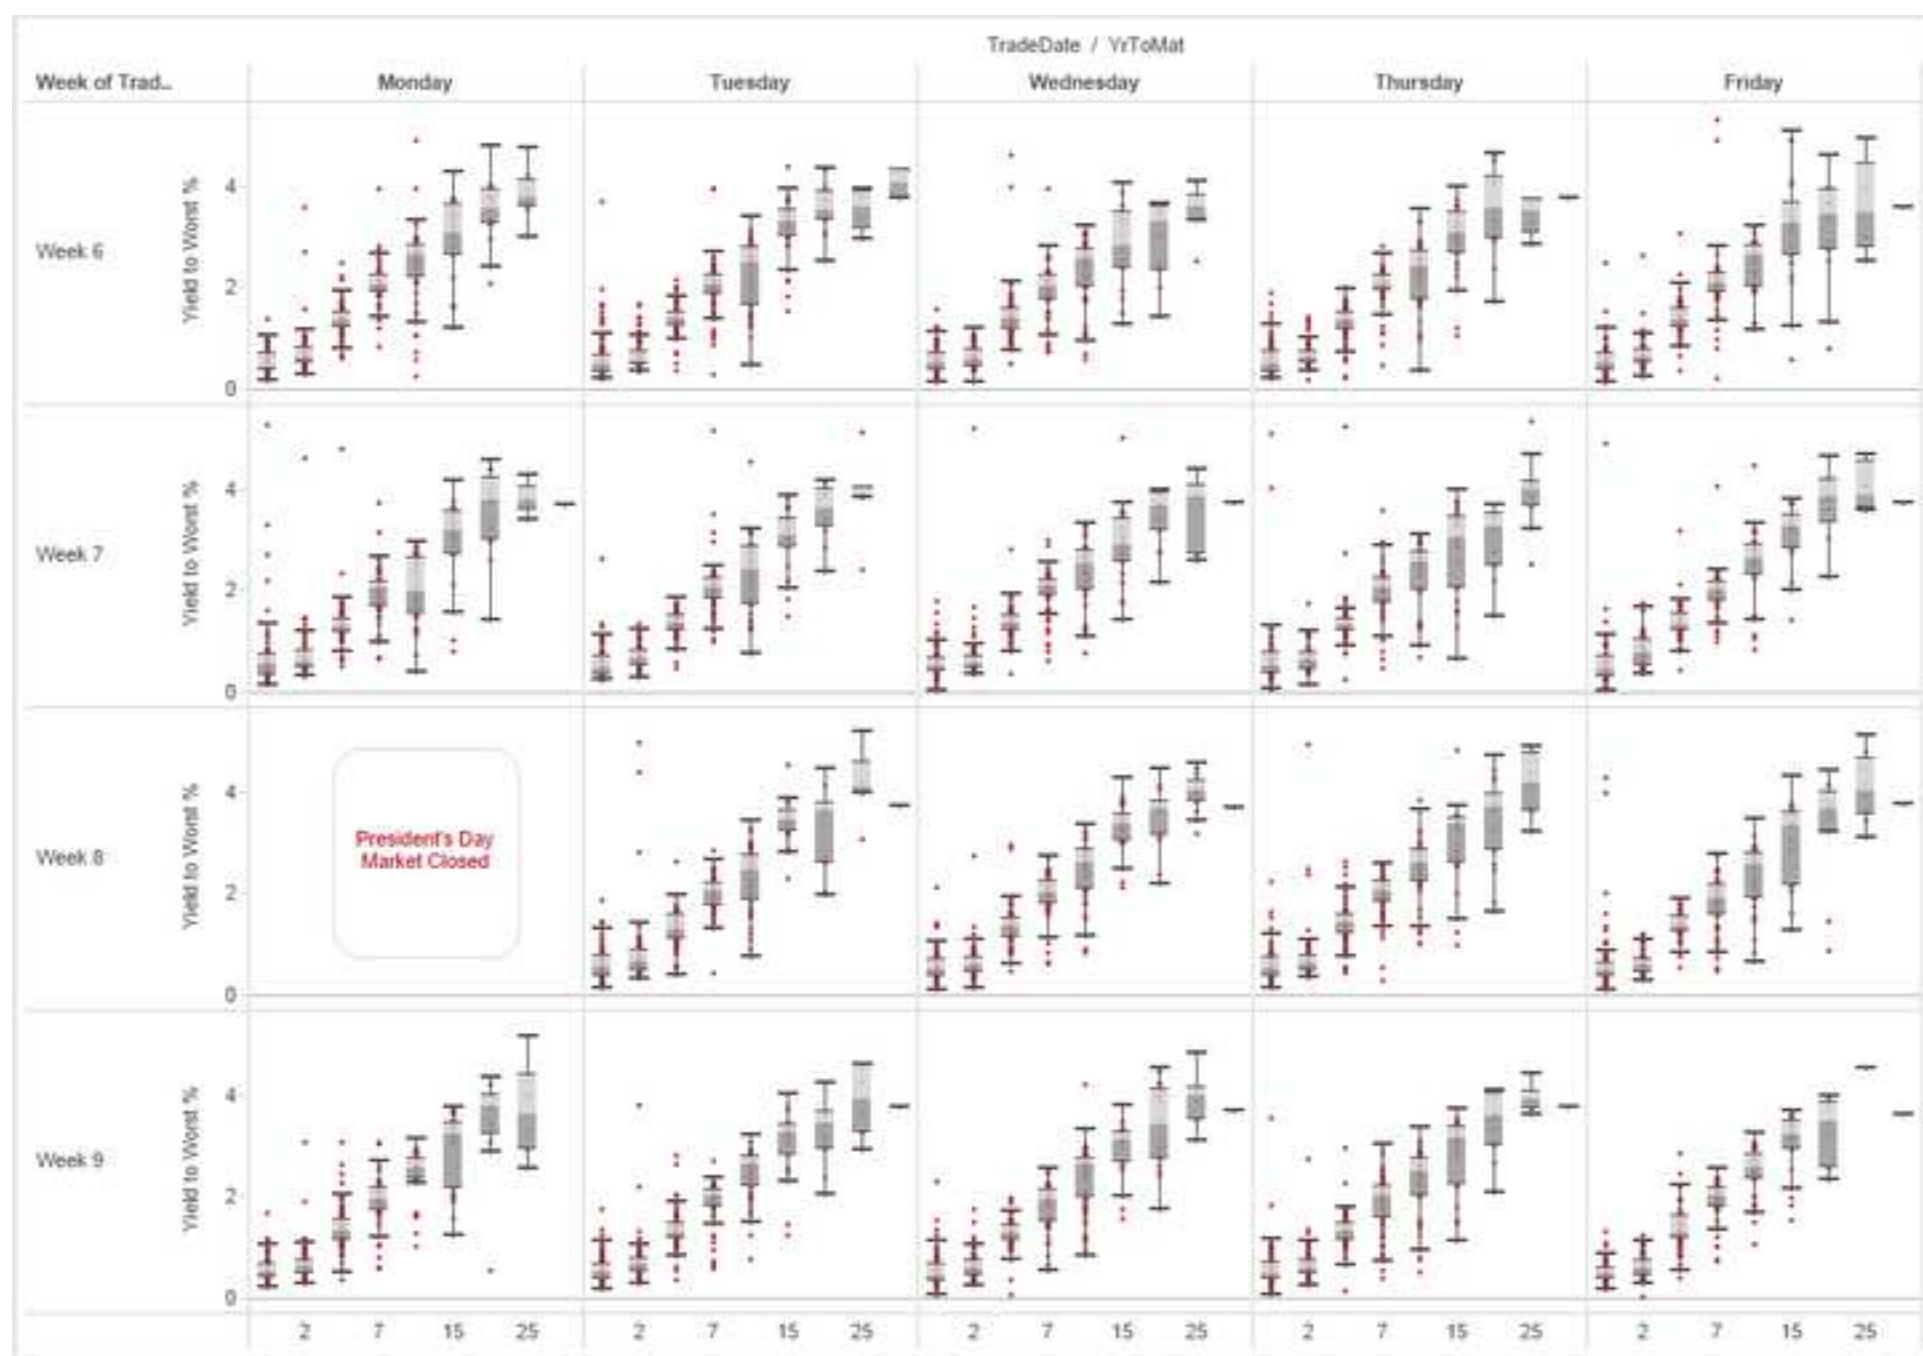 TradeDate / YrToMat
Week of Trad.. Monday Tuesday Wednesday Thursday Friday
Week 6
Yield to Worst %
4
2
0
Week 7
Yield to Worst %
4
2
0
Week 8
Yield to Worst %
4
2
0
President's Day
Market Closed
Week 9
Yield to Worst %
4
2
0
2 7 15 25 2 7 15 25 2 7 15 25 2 7 15 25 2 7 15 25